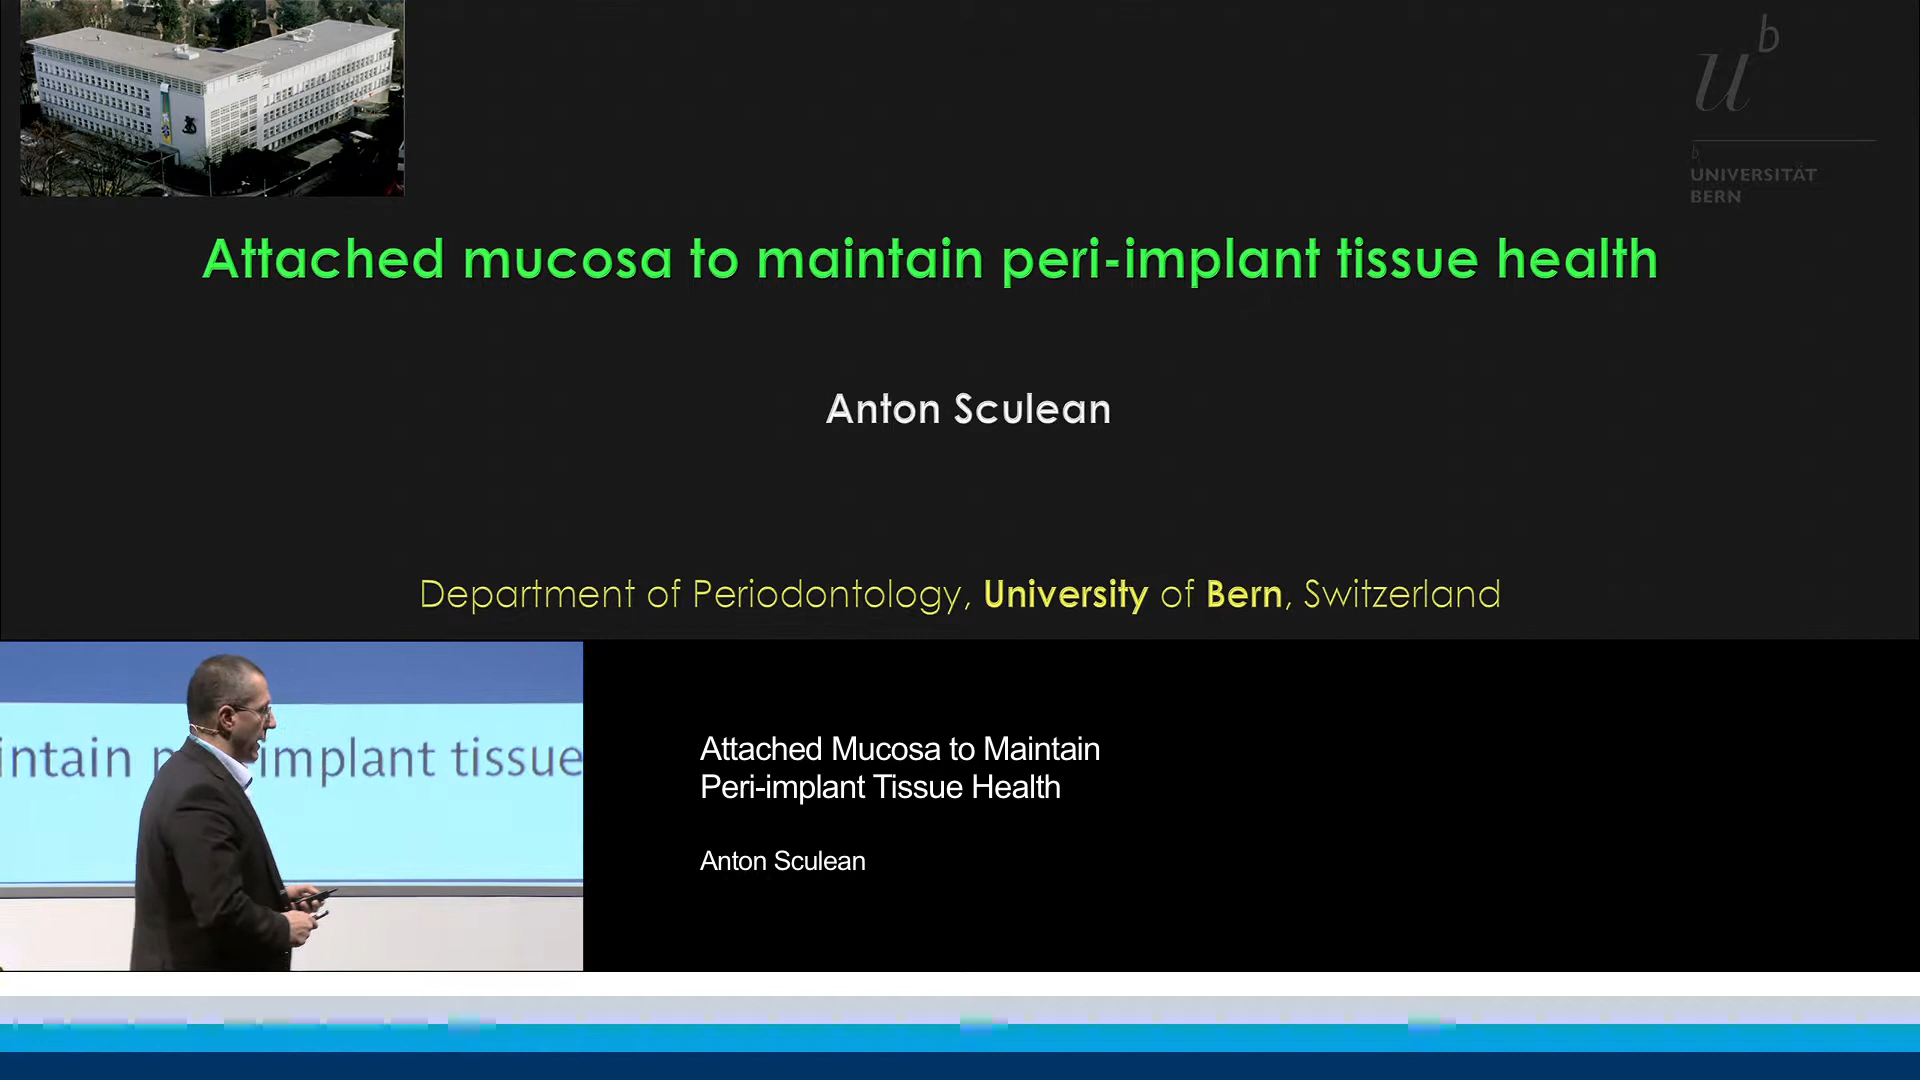 u
b
b
UNIVERSITÄT
BERN
Attached mucosa to maintain peri-implant tissue health
Anton Sculean
Department of Periodontology, University of Bern, Switzerland
intain p implant tissue
Attached Mucosa to Maintain
Peri-implant Tissue Health
Anton Sculean